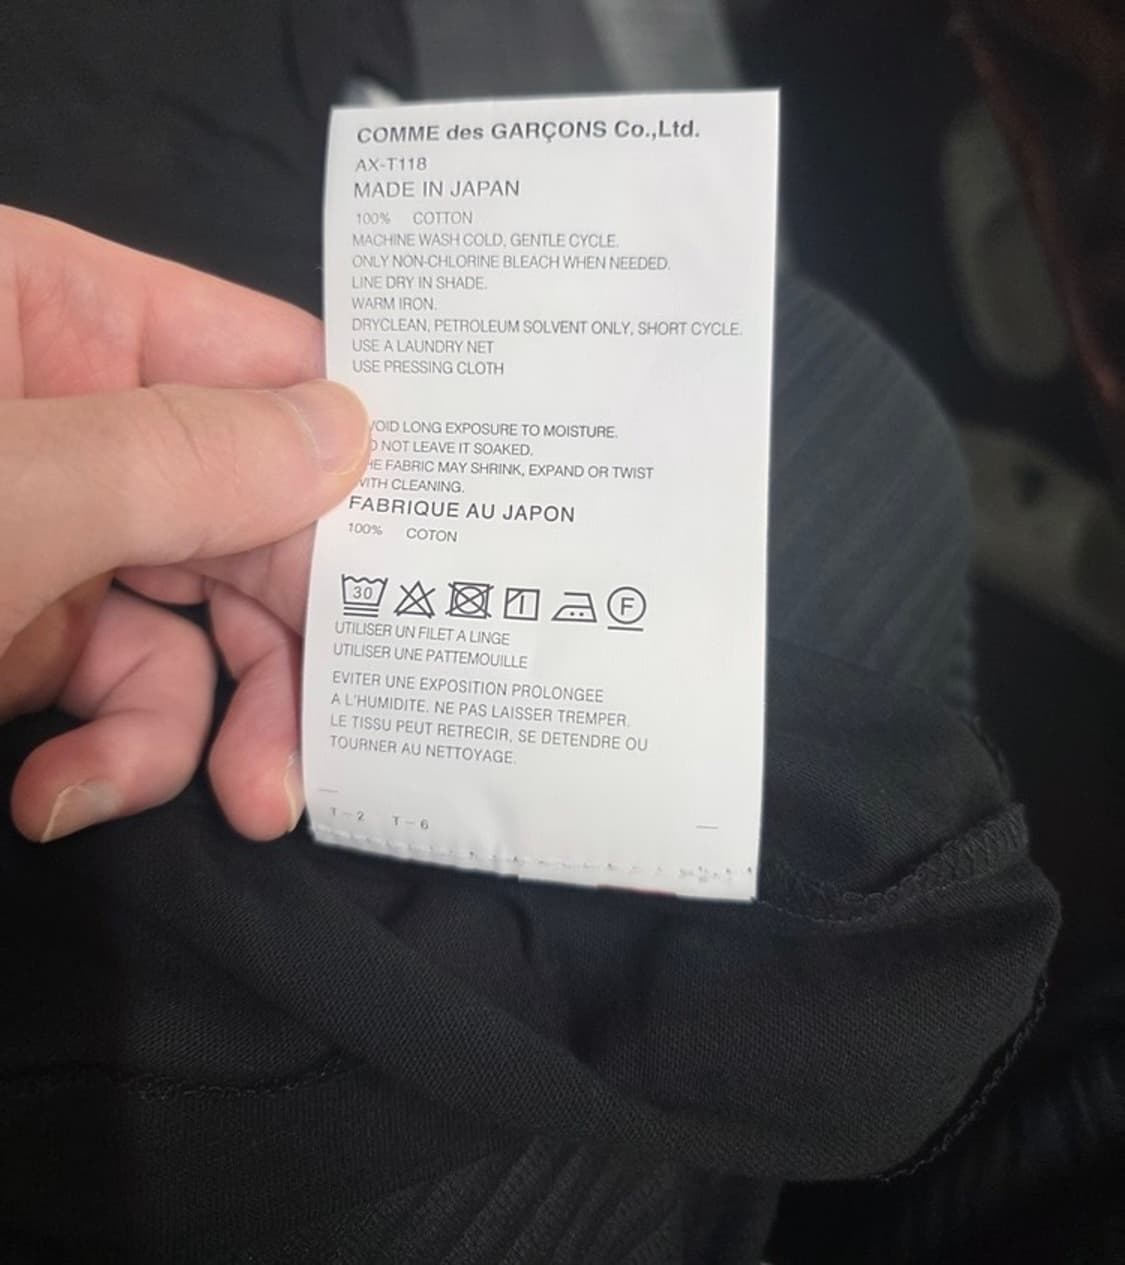 COMME des GARÇONS Co.,Ltd.
AX-T118
MADE IN JAPAN
100% COTTON
MACHINE WASH COLD, GENTLE CYCLE.
ONLY NON-CHLORINE BLEACH WHEN NEEDED.
LINE DRY IN SHADE.
WARM IRON.
DRYCLEAN, PETROLEUM SOLVENT ONLY, SHORT CYCLE.
USE A LAUNDRY NET
USE PRESSING CLOTH
VOID LONG EXPOSURE TO MOISTURE.
O NOT LEAVE IT SOAKED.
HE FABRIC MAY SHRINK, EXPAND OR TWIST
WITH CLEANING.
FABRIQUE AU JAPON
100% COTON
30 F
UTILISER UN FILET A LINGE
UTILISER UNE PATTEMOUILLE
EVITER UNE EXPOSITION PROLONGEE
A L'HUMIDITE. NE PAS LAISSER TREMPER.
LE TISSU PEUT RETRECIR, SE DETENDRE OU
TOURNER AU NETTOYAGE.
T-2 T-6